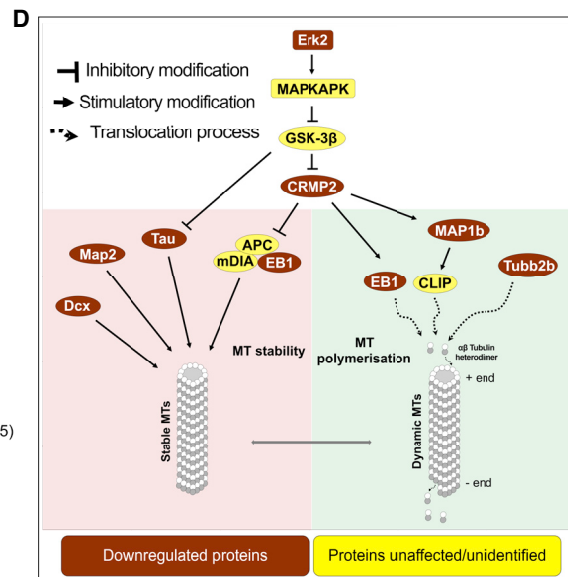 D
Erk2
Inhibitory modification
MAPKAPK
Stimulatory modification
Translocation process
GSK-3β
CRMP2
Tau
Map2
APC
mDIA
EB1
MAP1b
EB1
CLIP
Tubb2b
Dcx
MT stability
MT
polymerisation
αβ Tubulin
heterodiner
+ end
Stable MTs
Dynamic MTs
- end
5)
Downregulated proteins
Proteins unaffected/unidentified